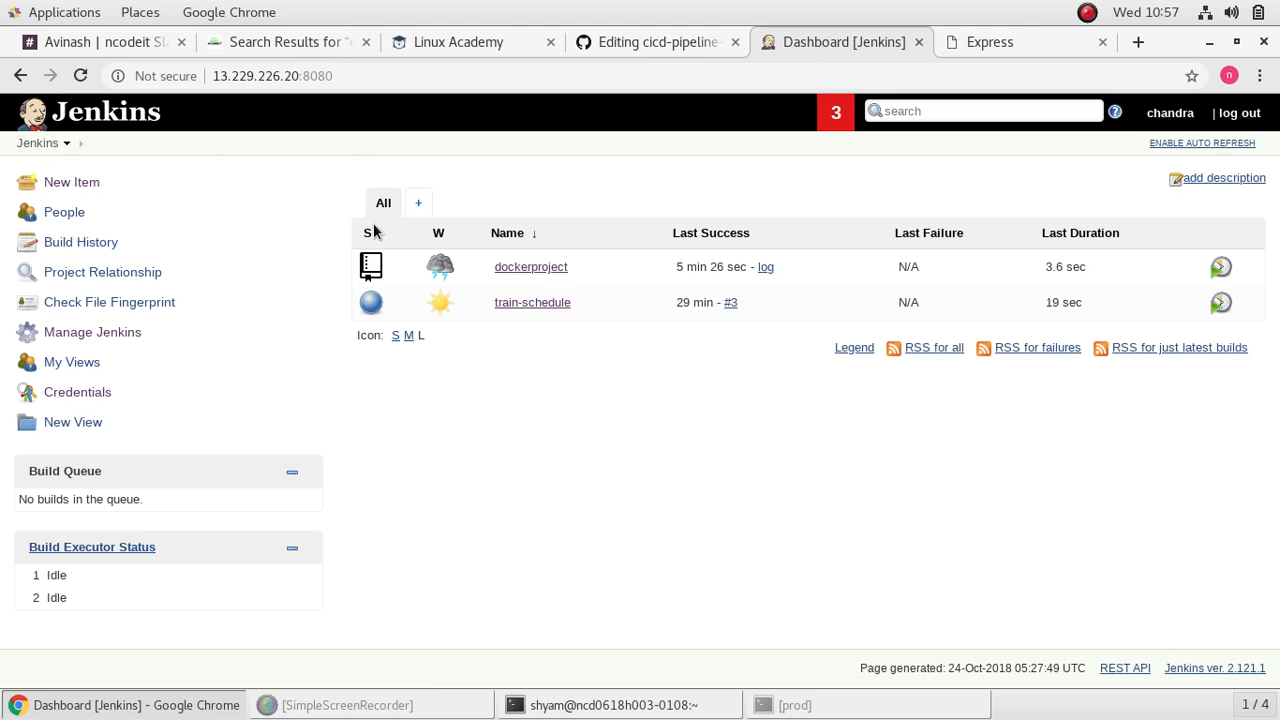 Applications Places Google Chrome Wed 10:57
# Avinash | ncodeit Sla Search Results for "c Linux Academy Editing cicd-pipeline- Dashboard [Jenkins] Express
Not secure 13.229.226.20:8080 n
Jenkins 3 search ? chandra | log out
Jenkins ENABLE AUTO REFRESH
add description
New Item
People
Build History
Project Relationship
Check File Fingerprint
Manage Jenkins
My Views
Credentials
New View
Build Queue
No builds in the queue.
Build Executor Status
1 Idle
2 Idle
All +
S W Name ↓ Last Success Last Failure Last Duration
dockerproject 5 min 26 sec - log N/A 3.6 sec
train-schedule 29 min - #3 N/A 19 sec
Icon: S M L
Legend RSS for all RSS for failures RSS for just latest builds
Page generated: 24-Oct-2018 05:27:49 UTC REST API Jenkins ver. 2.121.1
Dashboard [Jenkins] - Google Chrome [SimpleScreenRecorder] shyam@ncd0618h003-0108:~ [prod] 1 / 4